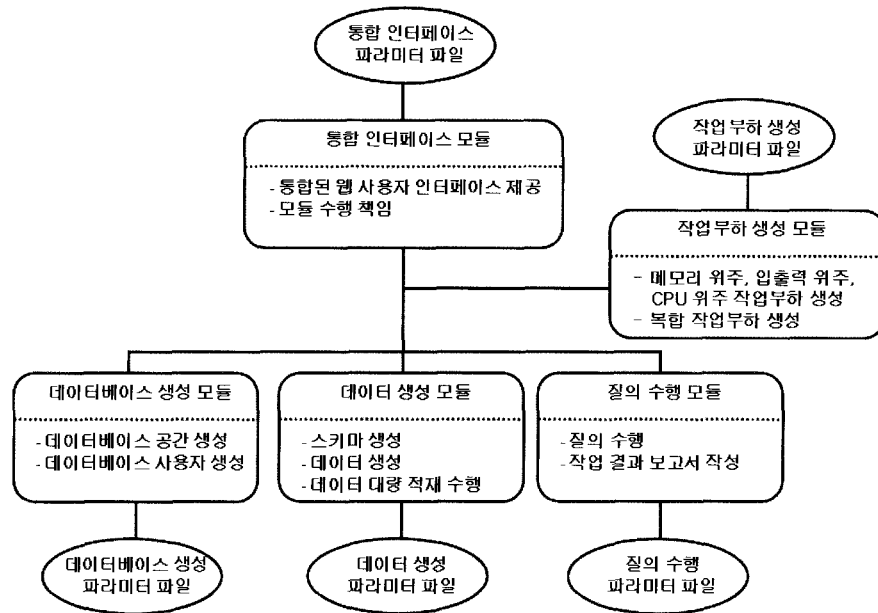 통합 인터페이스
파라미터 파일
통합 인터페이스 모듈
- 통합된 웹 사용자 인터페이스 제공
- 모듈 수행 책임
작업부하 생성
파라미터 파일
작업부하 생성 모듈
- 메모리 위주, 입출력 위주,
CPU 위주 작업부하 생성
- 복합 작업부하 생성
데이터베이스 생성 모듈
- 데이터베이스 공간 생성
- 데이터베이스 사용자 생성
데이터 생성 모듈
- 스키마 생성
- 데이터 생성
- 데이터 대량 적재 수행
질의 수행 모듈
- 질의 수행
- 작업 결과 보고서 작성
데이터베이스 생성
파라미터 파일
데이터 생성
파라미터 파일
질의 수행
파라미터 파일